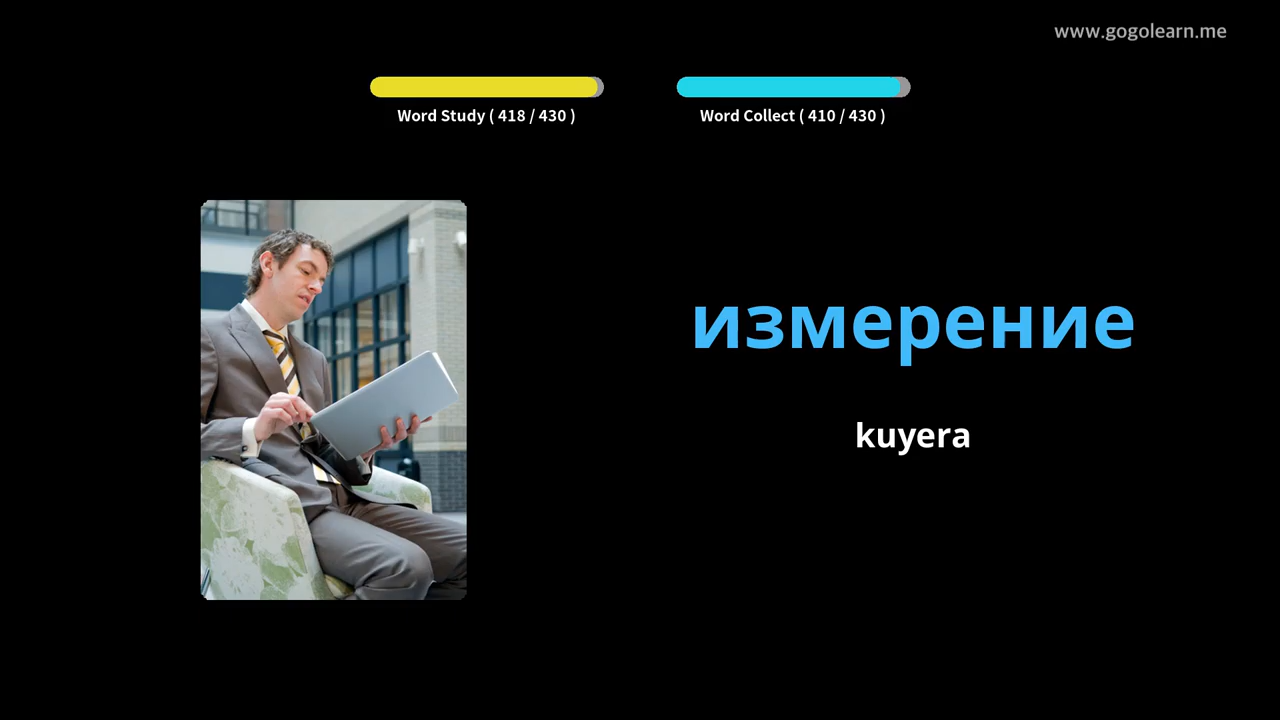 www.gogolearn.me
Word Study ( 418 / 430 )
Word Collect ( 410 / 430 )
измерение
kuyera